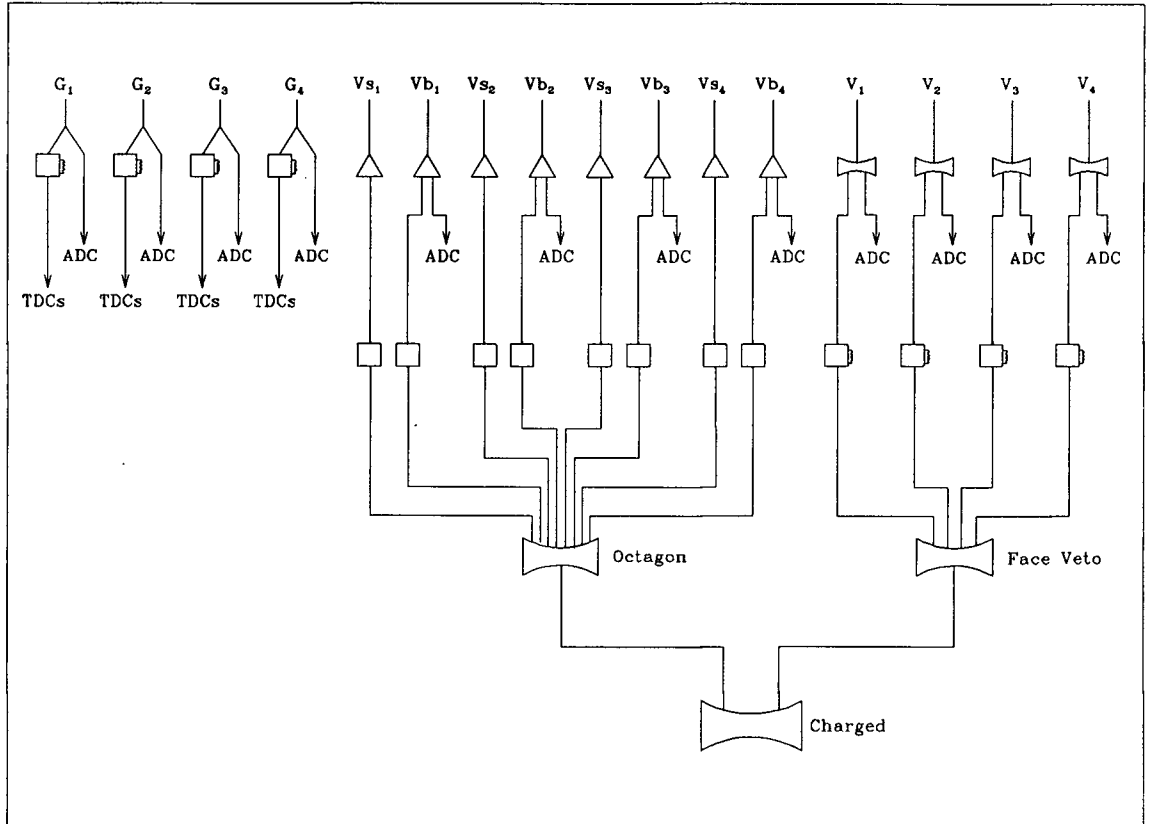 G₁ G₂ G₃ G₄ Vs₁ Vb₁ Vs₂ Vb₂ Vs₃ Vb₃ Vs₄ Vb₄ V₁ V₂ V₃ V₄
ADC ADC ADC ADC ADC ADC ADC ADC ADC ADC ADC ADC
TDCs TDCs TDCs TDCs
Octagon Face Veto
Charged